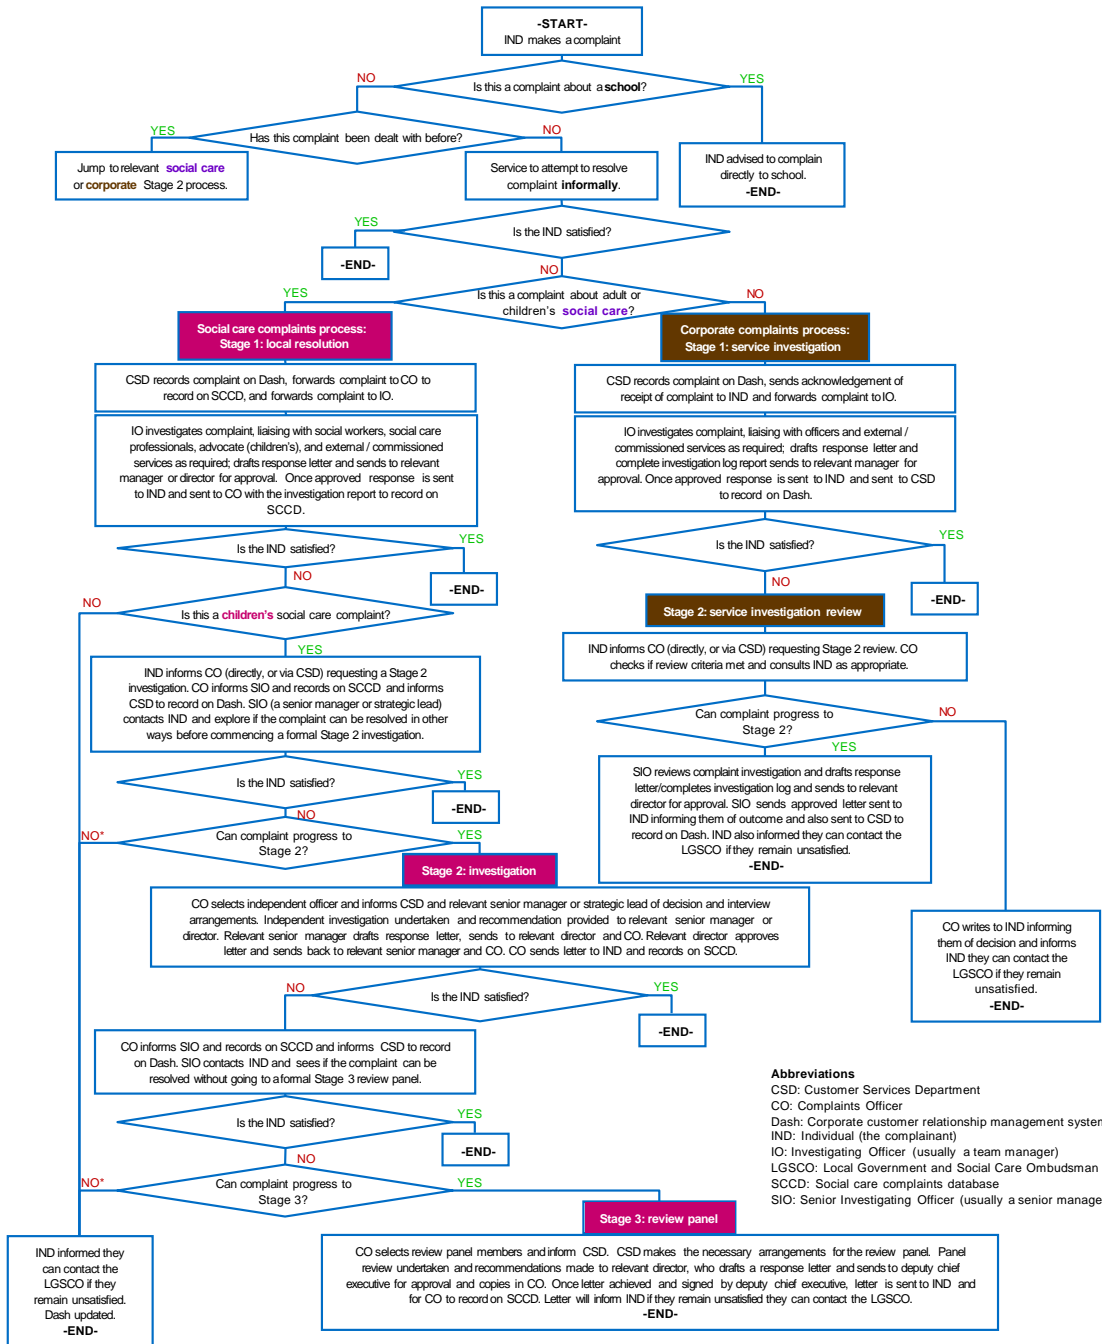 -START-
IND makes a complaint
NO
Is this a complaint about a school?
YES
YES
Has this complaint been dealt with before?
NO
Jump to relevant social care
or corporate Stage 2 process.
Service to attempt to resolve
complaint informally.
IND advised to complain
directly to school.
-END-
YES
Is the IND satisfied?
-END-
NO
YES
Is this a complaint about adult or
children's social care?
NO
Social care complaints process:
Stage 1: local resolution
Corporate complaints process:
Stage 1: service investigation
CSD records complaint on Dash, forwards complaint to CO to
record on SCCD, and forwards complaint to IO.
CSD records complaint on Dash, sends acknowledgement of
receipt of complaint to IND and forwards complaint to IO.
IO investigates complaint, liaising with social workers, social care
professionals, advocate (children's), and external / commissioned
services as required; drafts response letter and sends to relevant
manager or director for approval. Once approved response is sent
to IND and sent to CO with the investigation report to record on
SCCD.
IO investigates complaint, liaising with officers and external /
commissioned services as required; drafts response letter and
complete investigation log report sends to relevant manager for
approval. Once approved response is sent to IND and sent to CSD
to record on Dash.
Is the IND satisfied?
YES
-END-
NO
Is the IND satisfied?
YES
-END-
NO
NO
Is this a children's social care complaint?
YES
Stage 2: service investigation review
IND informs CO (directly, or via CSD) requesting Stage 2 review. CO
checks if review criteria met and consults IND as appropriate.
IND informs CO (directly, or via CSD) requesting a Stage 2
investigation. CO informs SIO and records on SCCD and informs
CSD to record on Dash. SIO (a senior manager or strategic lead)
contacts IND and explore if the complaint can be resolved in other
ways before commencing a formal Stage 2 investigation.
Can complaint progress to
Stage 2?
NO
YES
Is the IND satisfied?
YES
-END-
NO
SIO reviews complaint investigation and drafts response
letter/completes investigation log and sends to relevant
director for approval. SIO sends approved letter sent to
IND informing them of outcome and also sent to CSD to
record on Dash. IND also informed they can contact the
LGSCO if they remain unsatisfied.
-END-
NO*
Can complaint progress to
Stage 2?
YES
Stage 2: investigation
CO selects independent officer and informs CSD and relevant senior manager or strategic lead of decision and interview
arrangements. Independent investigation undertaken and recommendation provided to relevant senior manager or
director. Relevant senior manager drafts response letter, sends to relevant director and CO. Relevant director approves
letter and sends back to relevant senior manager and CO. CO sends letter to IND and records on SCCD.
CO writes to IND informing
them of decision and informs
IND they can contact the
LGSCO if they remain
unsatisfied.
-END-
NO
Is the IND satisfied?
YES
-END-
CO informs SIO and records on SCCD and informs CSD to record
on Dash. SIO contacts IND and sees if the complaint can be
resolved without going to a formal Stage 3 review panel.
Is the IND satisfied?
YES
-END-
NO
Abbreviations
CSD: Customer Services Department
CO: Complaints Officer
Dash: Corporate customer relationship management system
IND: Individual (the complainant)
IO: Investigating Officer (usually a team manager)
LGSCO: Local Government and Social Care Ombudsman
SCCD: Social care complaints database
SIO: Senior Investigating Officer (usually a senior manage
NO*
Can complaint progress to
Stage 3?
YES
Stage 3: review panel
CO selects review panel members and inform CSD. CSD makes the necessary arrangements for the review panel. Panel
review undertaken and recommendations made to relevant director, who drafts a response letter and sends to deputy chief
executive for approval and copies in CO. Once letter achieved and signed by deputy chief executive, letter is sent to IND and
for CO to record on SCCD. Letter will inform IND if they remain unsatisfied they can contact the LGSCO.
-END-
IND informed they
can contact the
LGSCO if they
remain unsatisfied.
Dash updated.
-END-